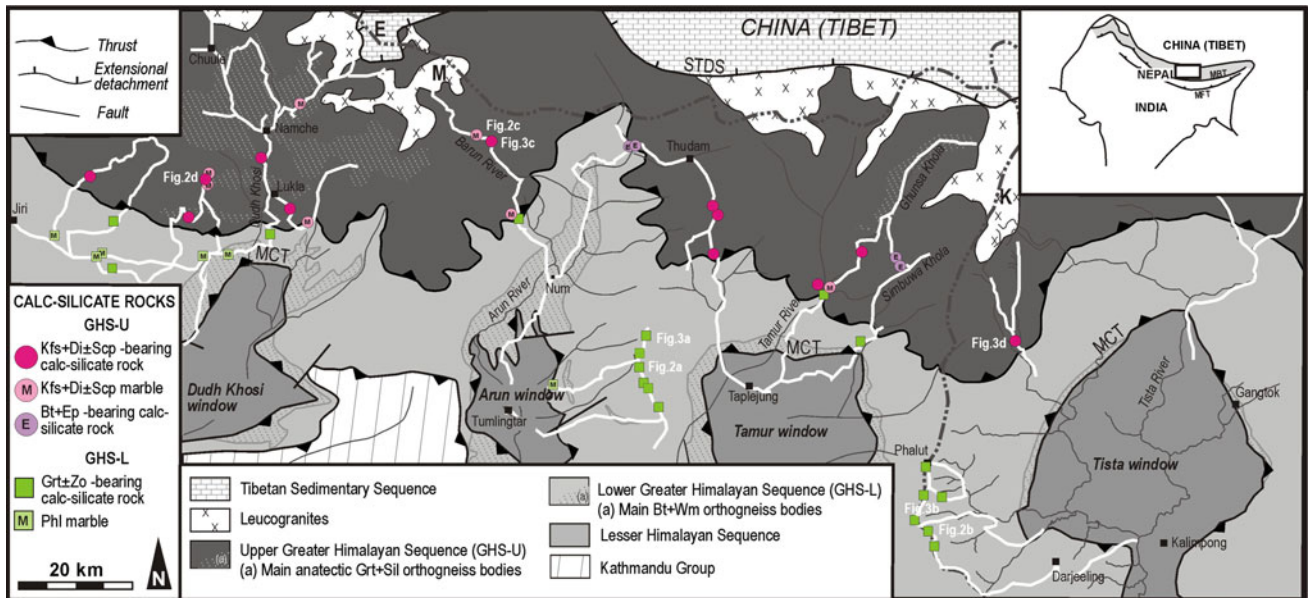 Thrust
Extensional
detachment
Fault
CALC-SILICATE ROCKS
GHS-U
Kfs+Di±Scp -bearing
calc-silicate rock
M
Kfs+Di±Scp marble
E
Bt+Ep -bearing calc-
silicate rock
GHS-L
Grt±Zo -bearing
calc-silicate rock
M
Phl marble
20 km
N
CHINA (TIBET)
STDS
E
M
K
Chule
Namche
Lukla
Dudh Khosi
Jiri
Fig.2d
MCT
Dudh Khosi
window
Fig.2c
Fig.3c
Barun River
Arun River
Num
Arun window
Tumlingtar
Fig.3a
Fig.2a
Thudam
Ghunsa Khola
Simbuwa Khola
Tamur River
MCT
Taplejung
Tamur window
Fig.3d
MCT
Tista River
Gangtok
Tista window
Phalut
Fig.3b
Fig.2b
Kalimpong
Darjeeling
CHINA (TIBET)
NEPAL
MBT
MFT
INDIA
Tibetan Sedimentary Sequence
Leucogranites
(a)
Upper Greater Himalayan Sequence (GHS-U)
(a) Main anatectic Grt+Sil orthogneiss bodies
(a)
Lower Greater Himalayan Sequence (GHS-L)
(a) Main Bt+Wm orthogneiss bodies
Lesser Himalayan Sequence
Kathmandu Group